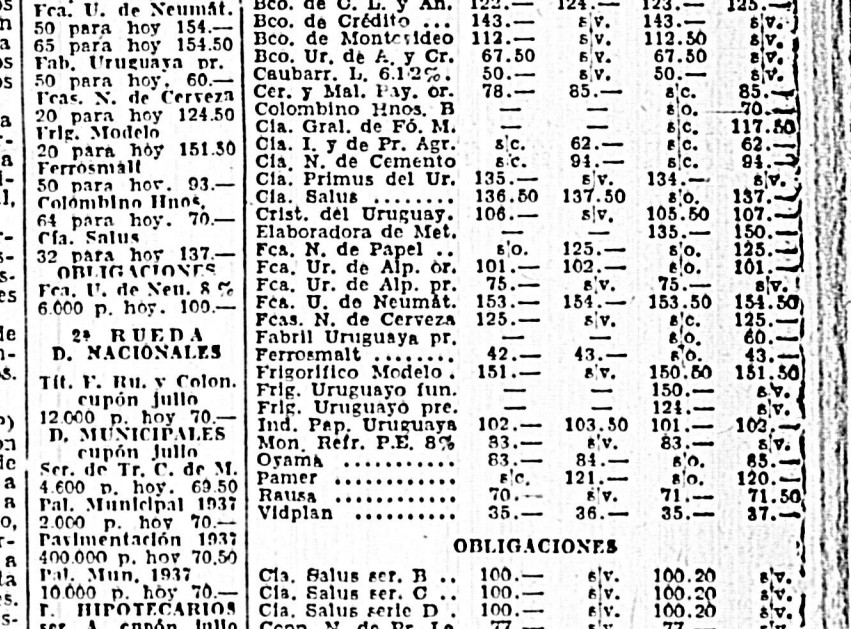 Fca. U. de Neumát.
50 para hoy 154.—
65 para hoy 154.50
Fab. Uruguaya pr.
50 para hoy. 60.—
Fcas. N. de Cerveza
20 para hoy 124.50
Frig. Modelo
20 para hoy 151.50
Ferrosmalt
50 para hoy. 93.—
Colombino Hnos.
64 para hoy. 70.—
Cía. Salus
32 para hoy 137.—
OBLIGACIONES
Fca. U. de Neu. 8 %
6.000 p. hoy. 100.—
2ª RUEDA
D. NACIONALES
Tít. F. Ru. y Colon.
cupón julio
12.000 p. hoy 70.—
D. MUNICIPALES
cupón julio
Ser. de Tr. C. de M.
4.600 p. hoy. 69.50
Pal. Municipal 1937
2.000 p. hoy 70.—
Pavimentación 1937
400.000 p. hoy 70.50
Pal. Mun. 1937
10.000 p. hoy 70.—
T. HIPOTECARIOS
ser. A. cupón julio
Bco. de C. L. y An. 122.— 124.— 123.— 125.—
Bco. de Crédito ... 143.— s|v. 143.— s|v.
Bco. de Montevideo 112.— s|v. 112.50 s|v.
Bco. Ur. de A. y Cr. 67.50 s|v. 67.50 s|v.
Caubarr. L. 6.1|2%. 50.— s|v. 50.— s|v.
Cer. y Mal. Pay. or. 78.— 85.— s|c. 85.—
Colombino Hnos. B — — s|o. 70.—
Cía. Gral. de Fó. M. — — s|c. 117.50
Cía. I. y de Pr. Agr. s|c. 62.— s|c. 62.—
Cía. N. de Cemento s|c. 94.— s|c. 94.—
Cía. Primus del Ur. 135.— s|v. 134.— s|v.
Cía. Salus ........ 136.50 137.50 s|o. 137.—
Crist. del Uruguay. 106.— s|v. 105.50 107.—
Elaboradora de Met. — — 135.— 150.—
Fca. N. de Papel .. s|o. 125.— s|o. 125.—
Fca. Ur. de Alp. or. 101.— 102.— s|o. 101.—
Fca. Ur. de Alp. pr. 75.— s|v. 75.— s|v.
Fca. U. de Neumát. 153.— 154.— 153.50 154.50
Fcas. N. de Cerveza 125.— s|v. s|c. 125.—
Fabril Uruguaya pr. — — s|o. 60.—
Ferrosmalt ........ 42.— 43.— s|o. 43.—
Frigorífico Modelo . 151.— s|v. 150.50 151.50
Frig. Uruguayo fun. — — 150.— s|v.
Frig. Uruguayo pre. — — 124.— s|v.
Ind. Pap. Uruguaya 102.— 103.50 101.— 102.—
Mon. Refr. P.E. 8% 83.— s|v. 83.— s|v.
Oyama ........... 83.— 84.— s|o. 85.—
Pamer ........... s|c. 121.— s|o. 120.—
Rausa ............ 70.— s|v. 71.— 71.50
Vidplan .......... 35.— 36.— 35.— 37.—
OBLIGACIONES
Cía. Salus ser. B .. 100.— s|v. 100.20 s|v.
Cía. Salus ser. C .. 100.— s|v. 100.20 s|v.
Cía. Salus serie D . 100.— s|v. 100.20 s|v.
N. de Pr. 77.— s|v. 77.— s|v.